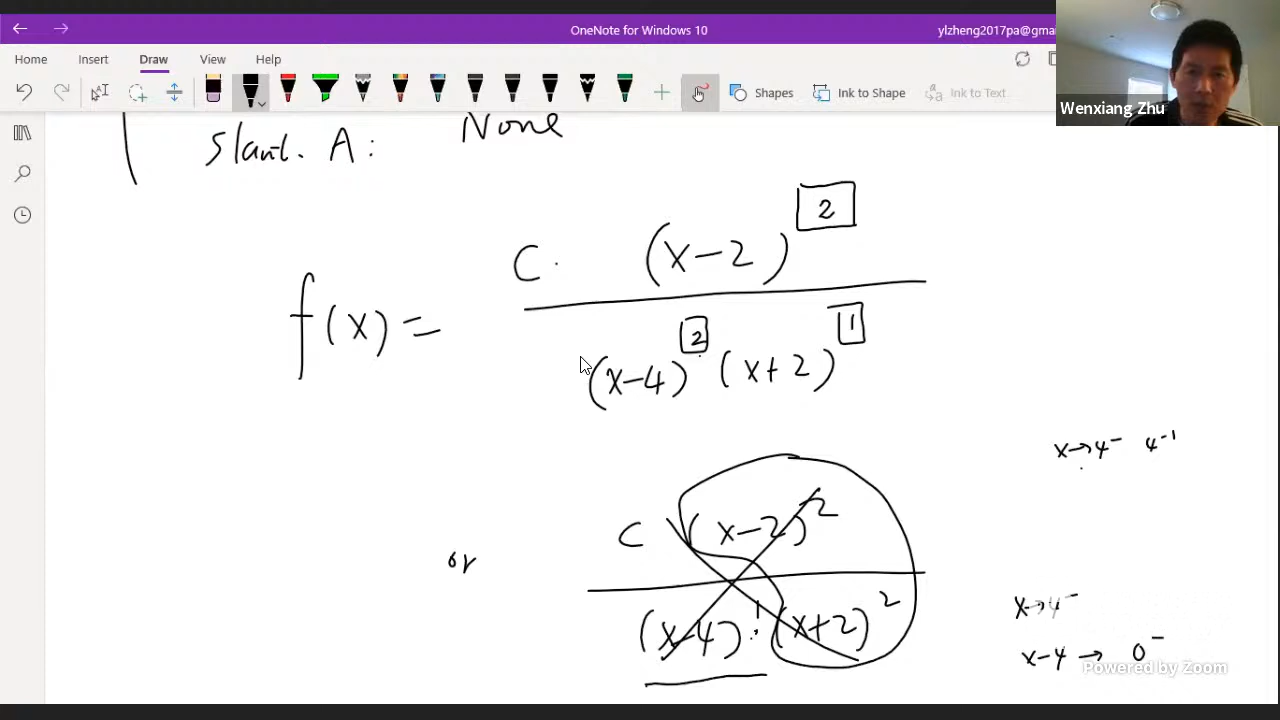 OneNote for Windows 10
ylzheng2017pa@gma
Home Insert Draw View Help
Shapes Ink to Shape Ink to Text
Wenxiang Zhu
Slant. A: None
f(x) = C. (x-2)^2
(x-4)^2 (x+2)^1
x→4⁻ 4⁻¹
or C (x-2)^2
(x-4)^1 (x+2)^2
x→4⁻
x-4 → 0⁻
Powered by Zoom